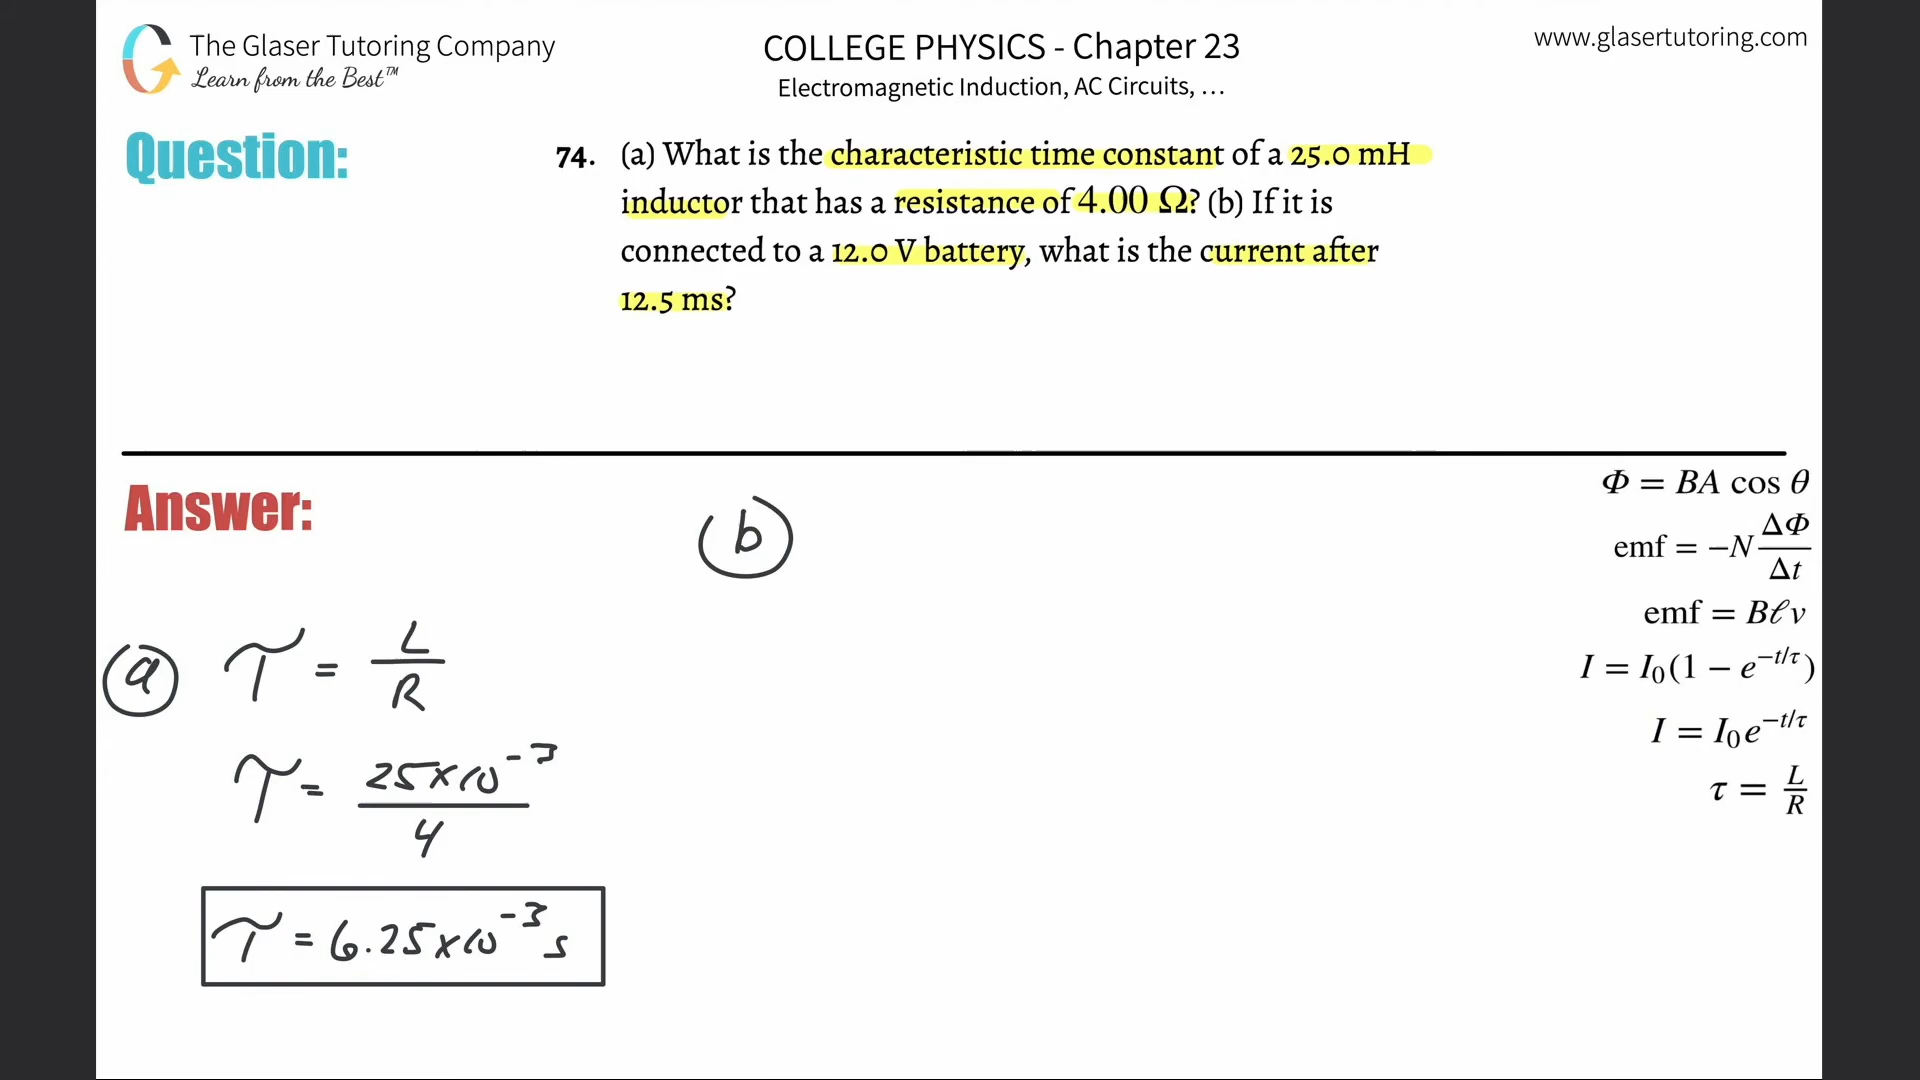 The Glaser Tutoring Company
Learn from the Best™
COLLEGE PHYSICS - Chapter 23
Electromagnetic Induction, AC Circuits, …
www.glasertutoring.com
Question:
74. (a) What is the characteristic time constant of a 25.0 mH
inductor that has a resistance of 4.00 Ω? (b) If it is
connected to a 12.0 V battery, what is the current after
12.5 ms?
Answer:
(a) τ = L/R
τ = 25×10⁻³/4
τ = 6.25×10⁻³ s
(b)
Φ = BA cos θ
emf = −N ΔΦ/Δt
emf = Bℓv
I = I₀(1 − e^(−t/τ))
I = I₀e^(−t/τ)
τ = L/R